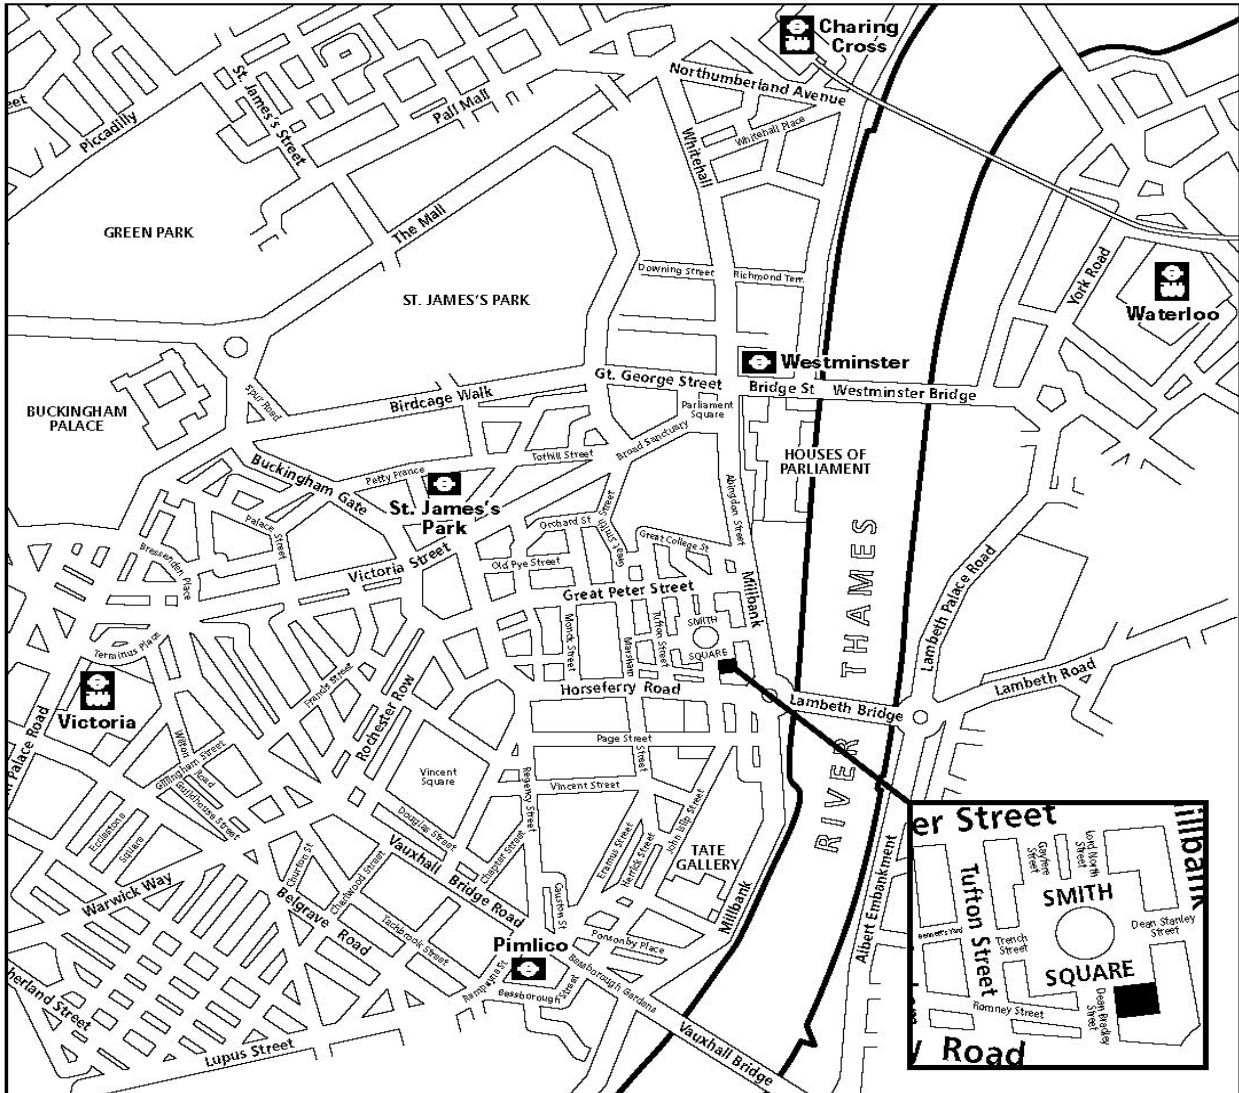 Charing
Cross
Northumberland Avenue
St. James's Street
Pall Mall
Piccadilly
Whitehall
Whitehall Place
GREEN PARK
The Mall
ST. JAMES'S PARK
Downing Street
Richmond Terr.
York Road
Waterloo
Westminster
Gt. George Street
Bridge St
Westminster Bridge
Birdcage Walk
Spur Road
BUCKINGHAM
PALACE
Parliament
Square
Broad Sanctuary
Tothill Street
Petty France
HOUSES OF
PARLIAMENT
Buckingham Gate
St. James's
Park
Palace Street
Abingdon Street
Orchard St
Great Smith Street
Great College St
Old Pye Street
Victoria Street
Bressenden Place
Great Peter Street
Millbank
RIVER THAMES
Lambeth Palace Road
Monck Street
Marsham
Street
Tufton Street
SMITH
SQUARE
Terminus Place
Victoria
Francis Street
Rochester Row
Horseferry Road
Lambeth Bridge
Lambeth Road
Palace Road
Wilton
Road
Gillingham Street
Guildhouse Street
Page Street
Vincent
Square
Vincent Street
Regency Street
Douglas Street
Vauxhall Bridge Road
Chapter Street
Erasmus Street
Herrick Street
John Islip Street
TATE
GALLERY
Millbank
Albert Embankment
Eccleston
Square
Warwick Way
Churton St
Charlwood Street
Belgrave Road
Tachbrook Street
Pimlico
Ponsonby Place
Bessborough Gardens
Bessborough Street
Rampayne St
Vauxhall Bridge
Lupus Street
herland Street
er Street
illbank
Gayfere
Street
Lord North
Street
Tufton Street
SMITH
SQUARE
Dean Stanley
Street
Trench
Street
Romney Street
Dean Bradley
Street
y Road